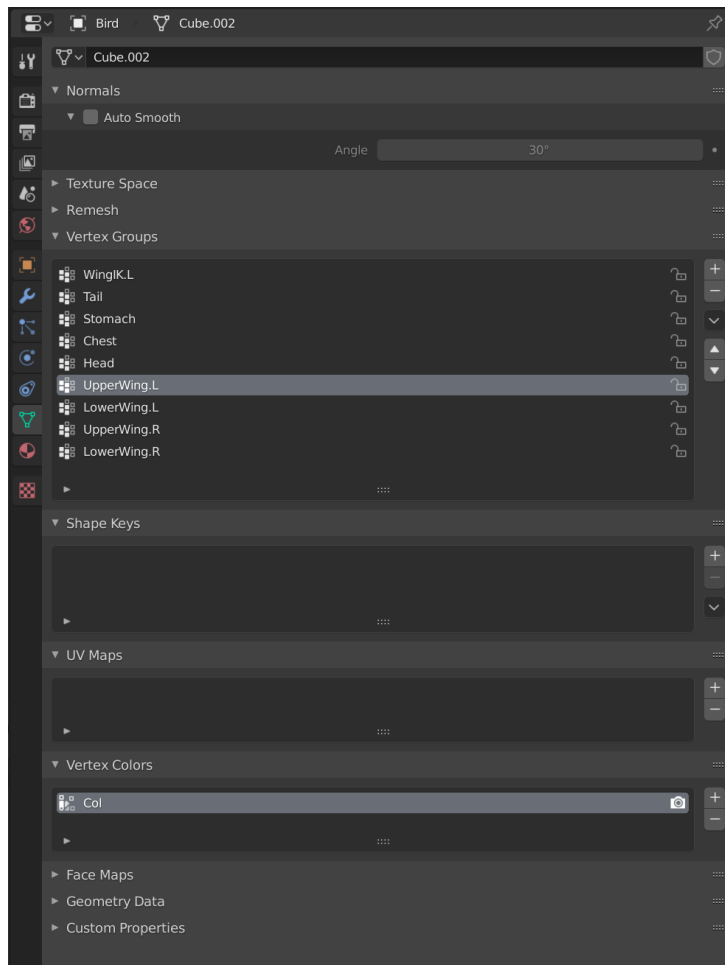 Bird Cube.002
Cube.002
Normals
Auto Smooth
Angle 30°
Texture Space
Remesh
Vertex Groups
WingIK.L
Tail
Stomach
Chest
Head
UpperWing.L
LowerWing.L
UpperWing.R
LowerWing.R
Shape Keys
UV Maps
Vertex Colors
Col
Face Maps
Geometry Data
Custom Properties